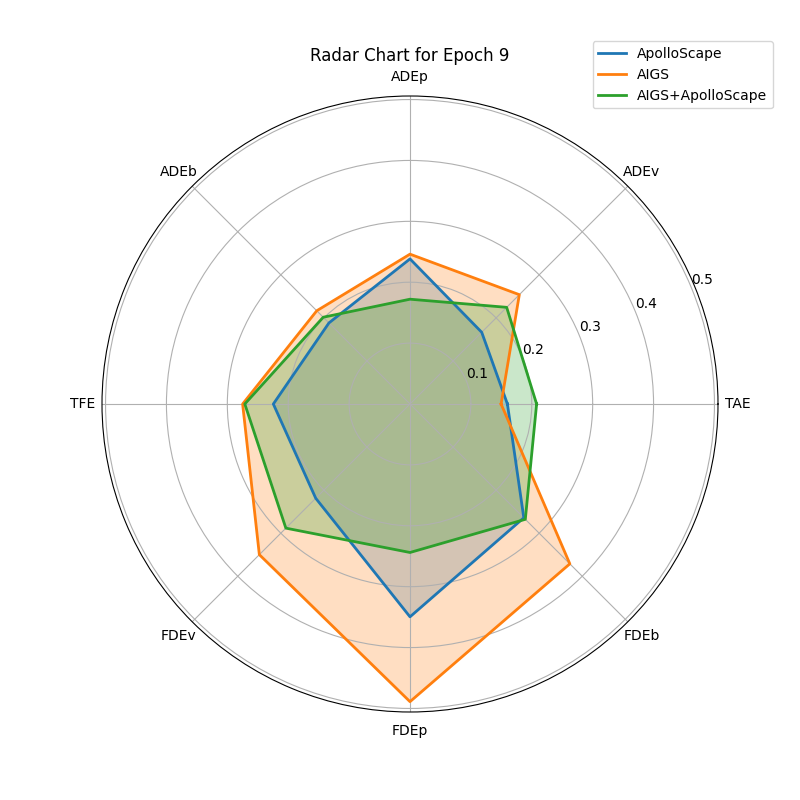 Radar Chart for Epoch 9
ApolloScape
AIGS
AIGS+ApolloScape
ADEp
ADEb
ADEv
0.5
0.4
0.3
0.2
0.1
TFE
TAE
FDEv
FDEb
FDEp